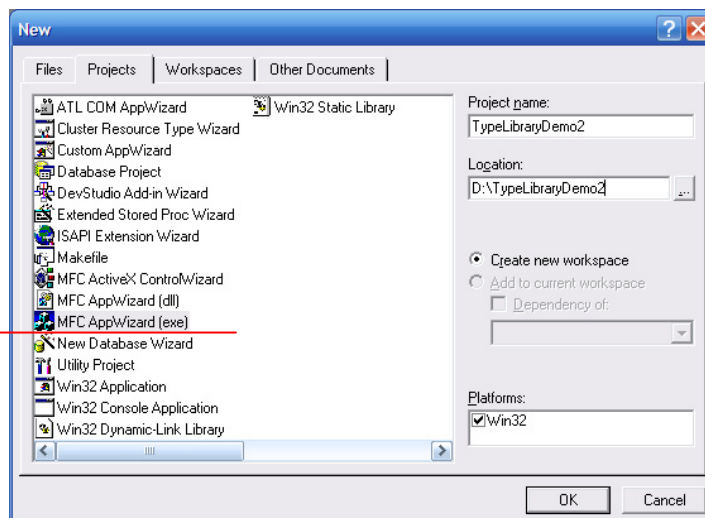 New
Files Projects Workspaces Other Documents
ATL COM AppWizard
Cluster Resource Type Wizard
Custom AppWizard
Database Project
DevStudio Add-in Wizard
Extended Stored Proc Wizard
ISAPI Extension Wizard
Makefile
MFC ActiveX ControlWizard
MFC AppWizard (dll)
MFC AppWizard (exe)
New Database Wizard
Utility Project
Win32 Application
Win32 Console Application
Win32 Dynamic-Link Library
Win32 Static Library
Project name:
TypeLibraryDemo2
Location:
D:\TypeLibraryDemo2
...
Create new workspace
Add to current workspace
Dependency of:
Platforms:
Win32
OK Cancel